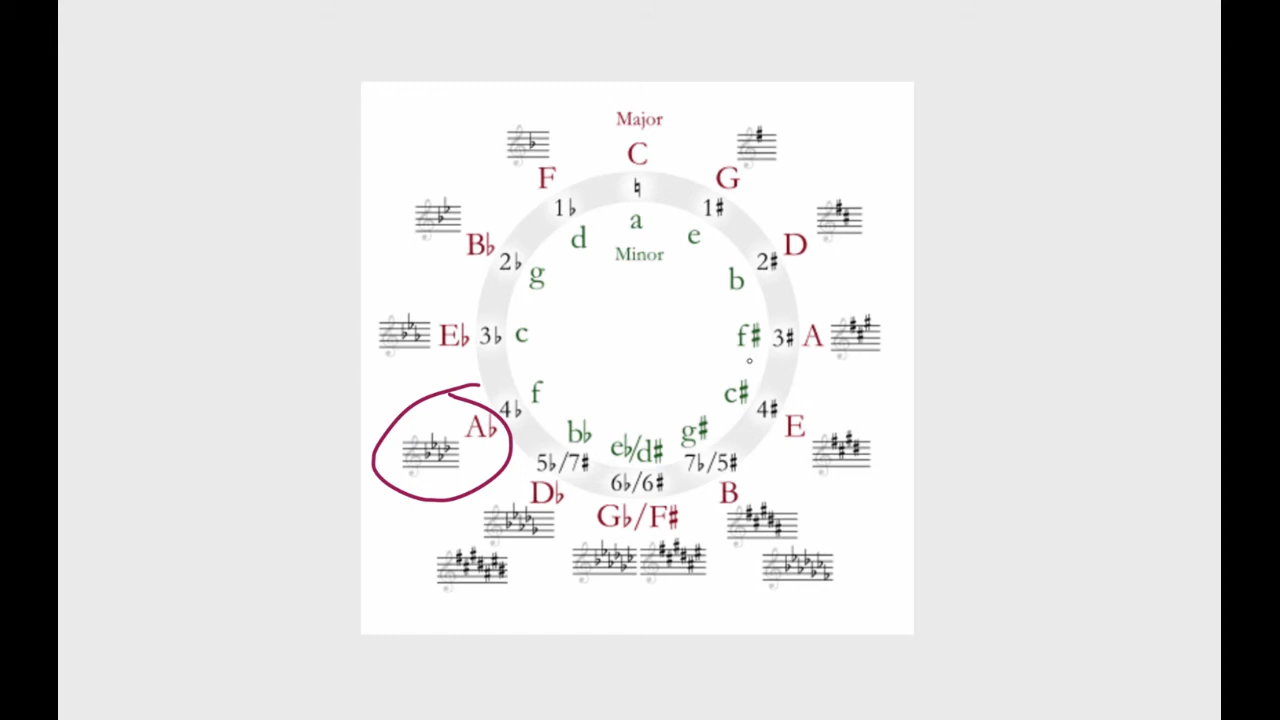 Major
C
F
G
♮
1♭
1♯
a
d
e
Minor
B♭
D
2♭
2♯
g
b
E♭
3♭
c
f♯
3♯
A
f
c♯
4♭
4♯
A♭
E
b♭
e♭/d♯
g♯
5♭/7♯
6♭/6♯
7♭/5♯
D♭
G♭/F♯
B